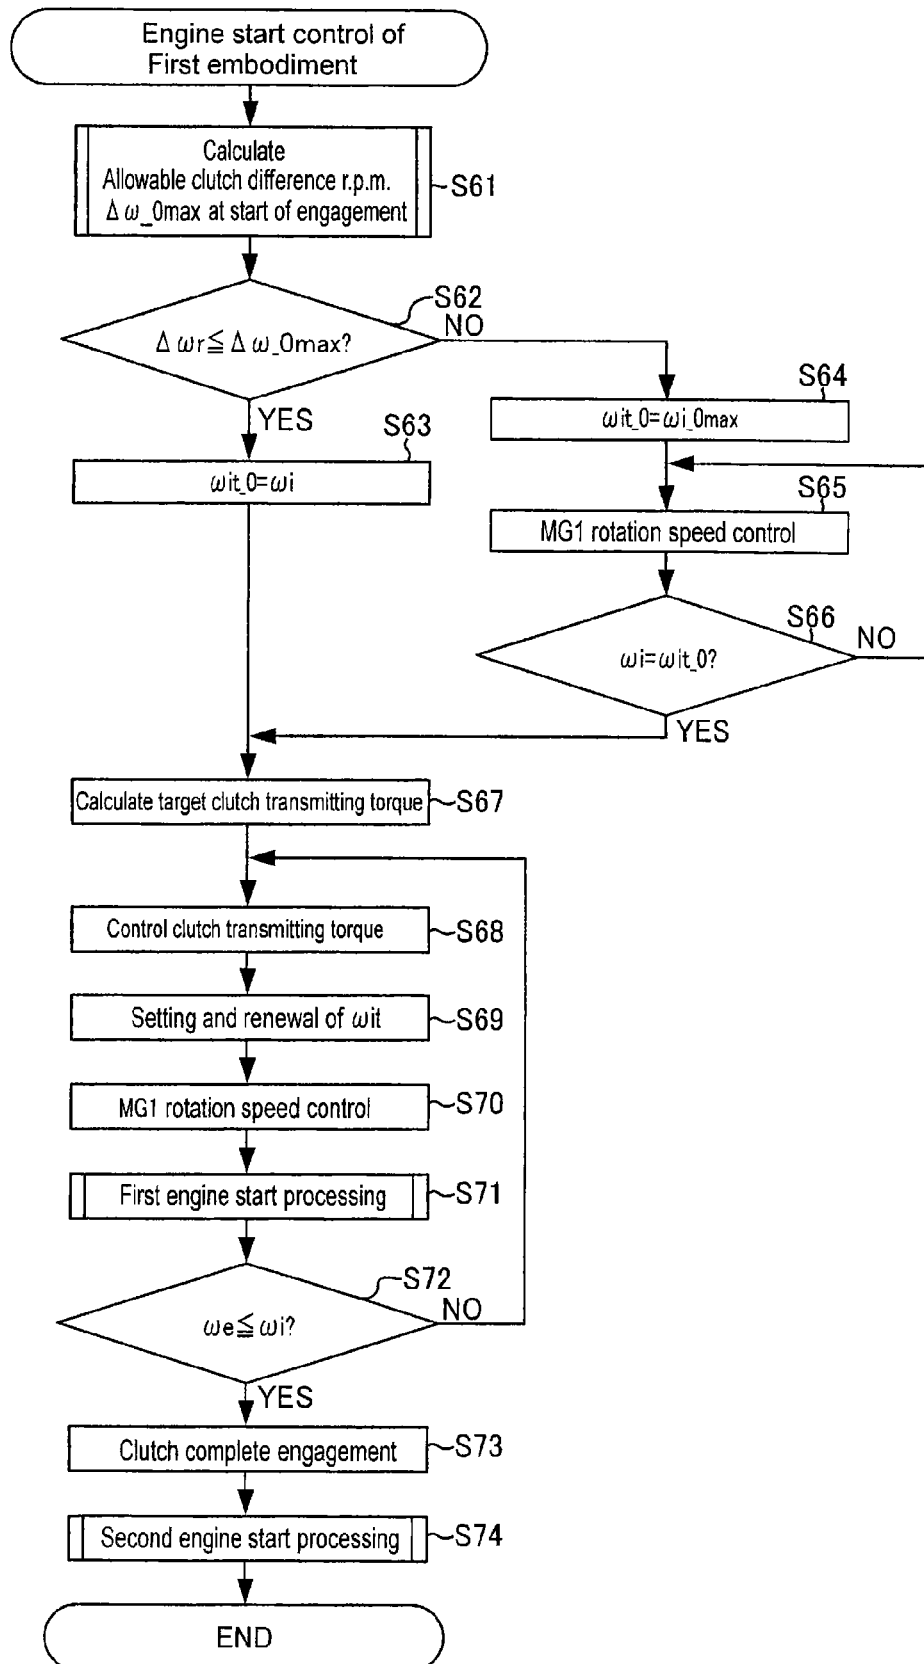 Engine start control of
First embodiment
Calculate
Allowable clutch difference r.p.m.
Δω_0max at start of engagement
S61
S62
Δωr≦Δω_0max?
NO
YES
S63
ωit_0=ωi
S64
ωit_0=ωi_0max
S65
MG1 rotation speed control
S66
ωi=ωit_0?
NO
YES
Calculate target clutch transmitting torque
S67
Control clutch transmitting torque
S68
Setting and renewal of ωit
S69
MG1 rotation speed control
S70
First engine start processing
S71
S72
ωe≦ωi?
NO
YES
Clutch complete engagement
S73
Second engine start processing
S74
END